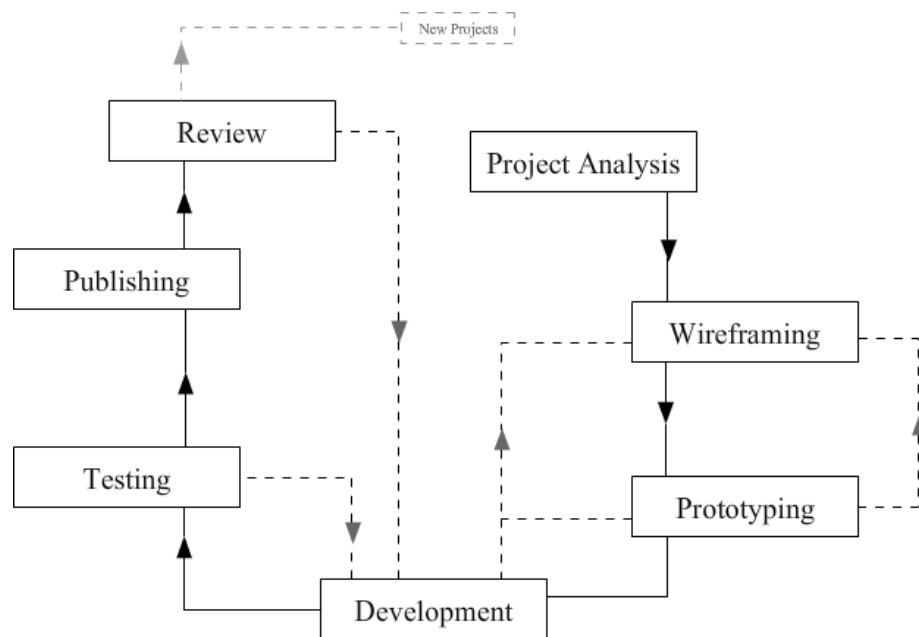 New Projects
Review
Project Analysis
Publishing
Wireframing
Testing
Prototyping
Development